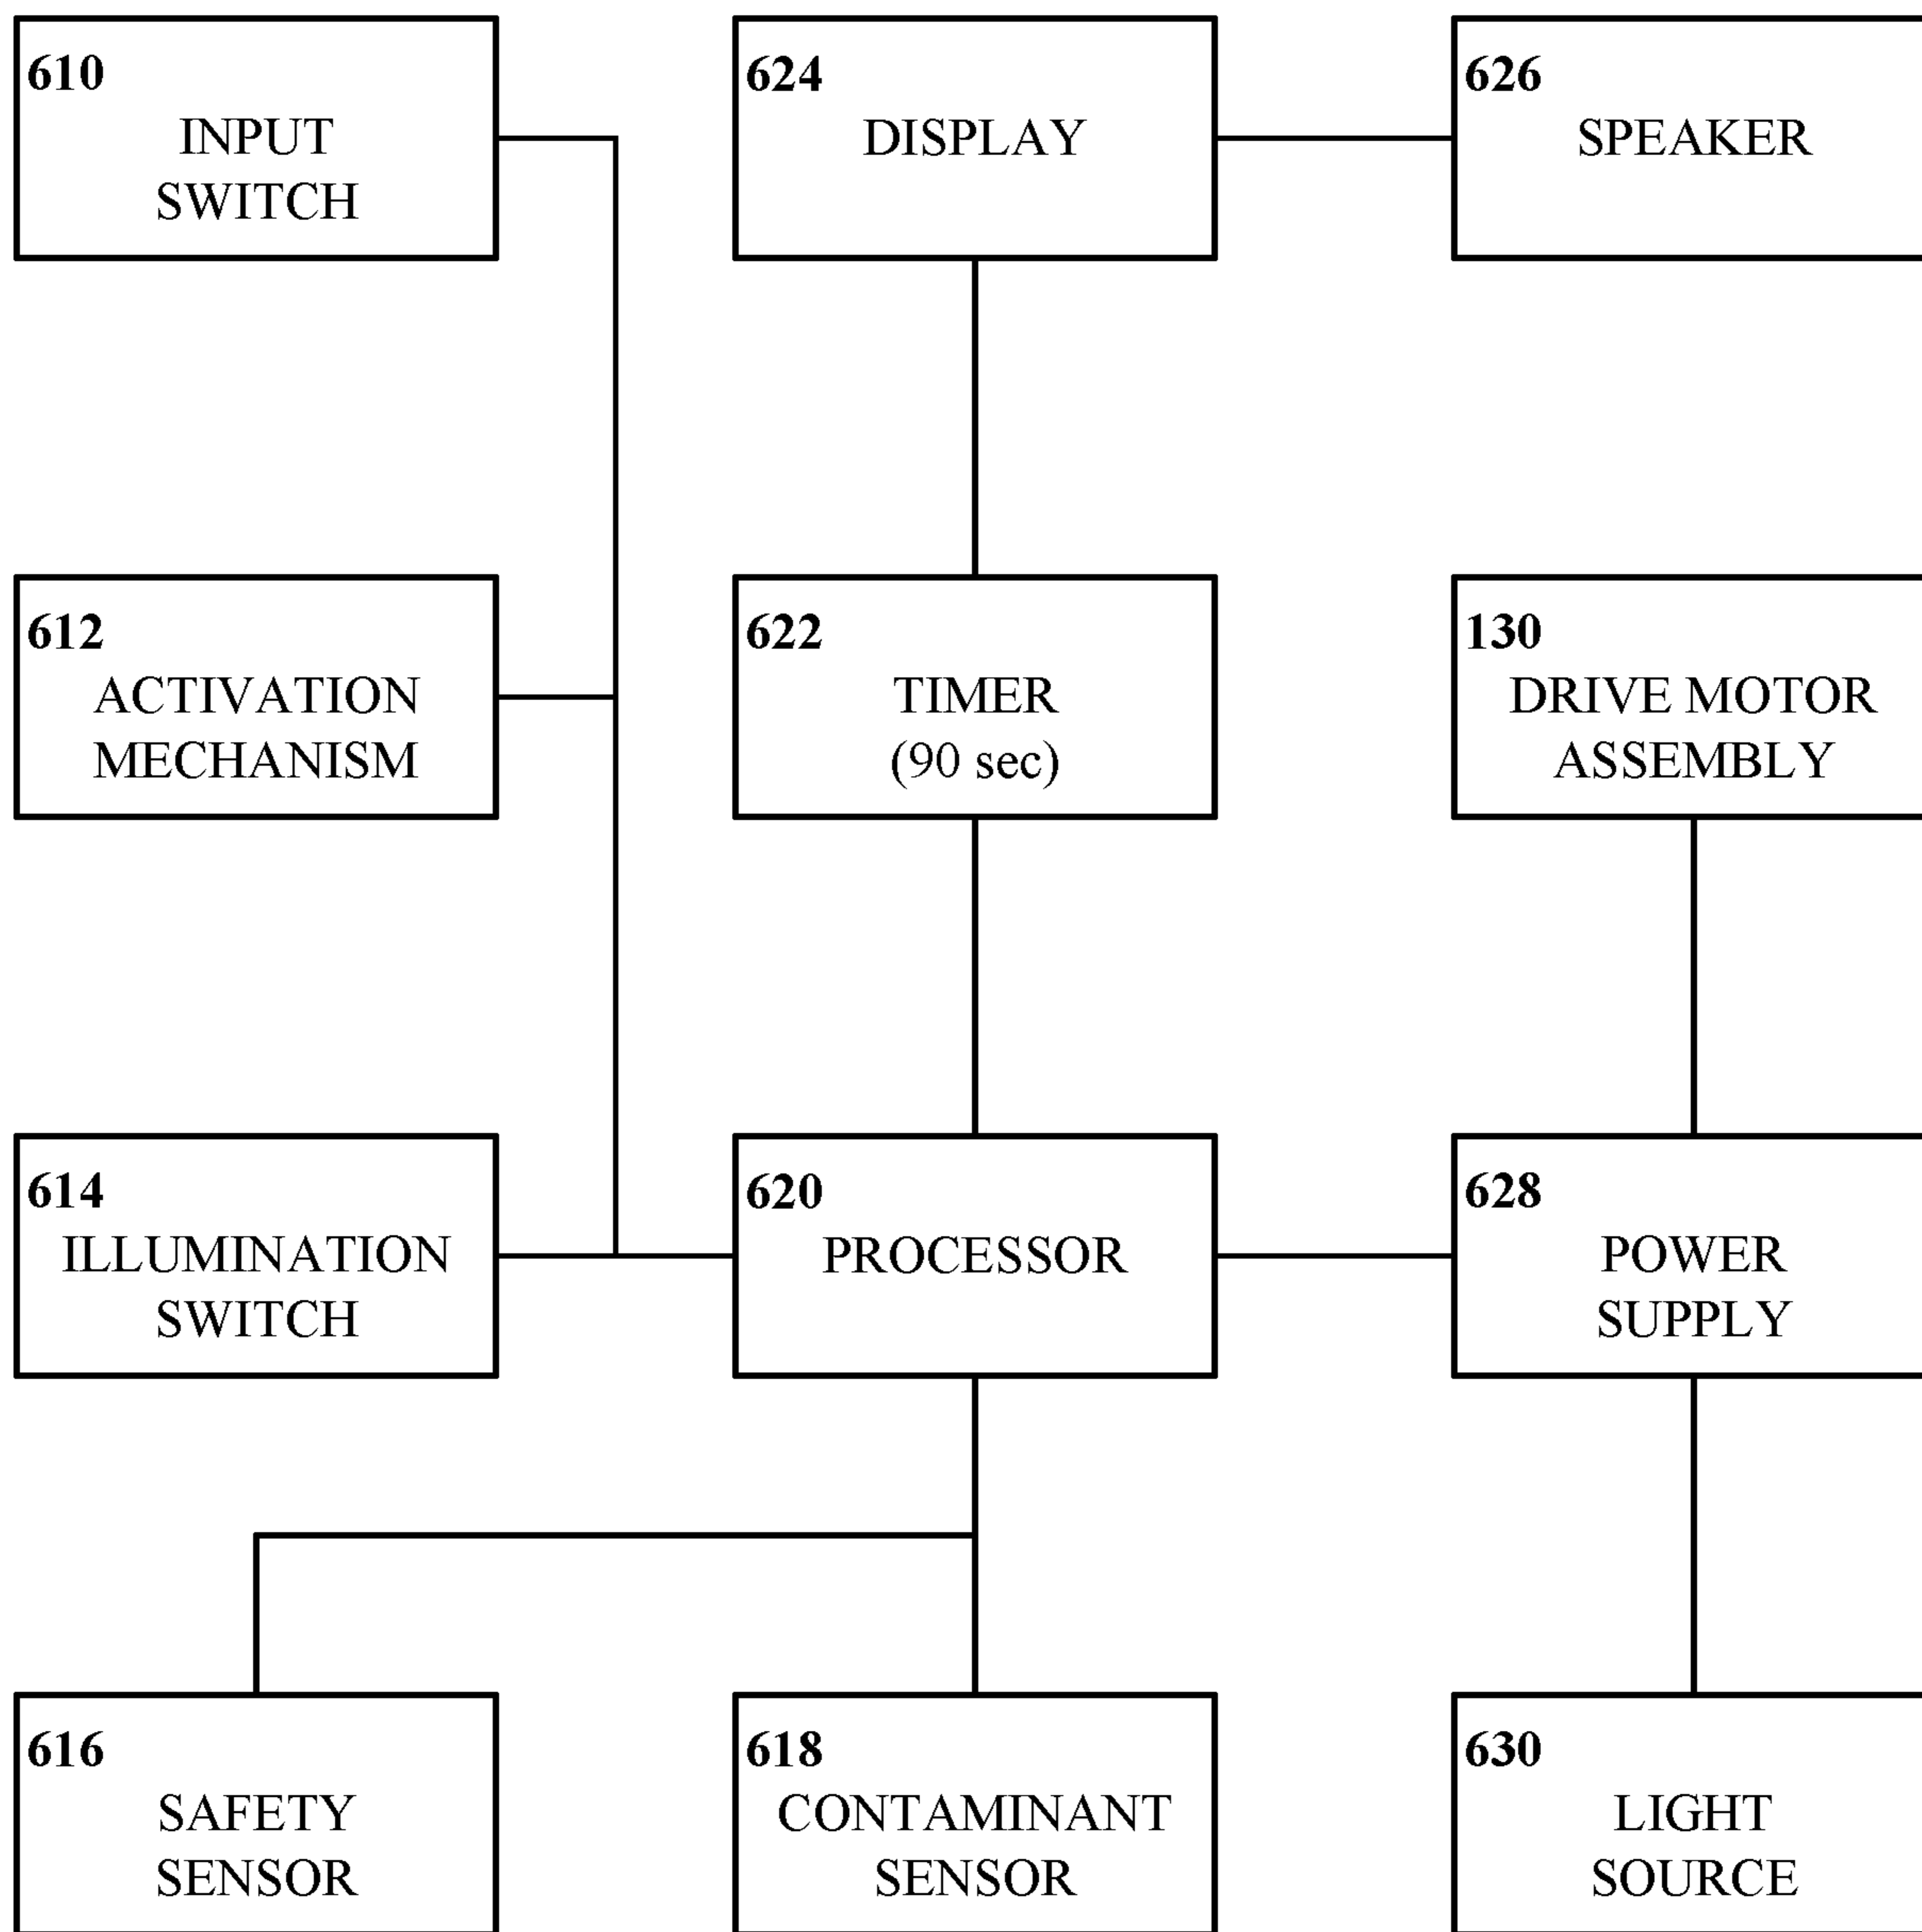 610
INPUT
SWITCH
624
DISPLAY
626
SPEAKER
612
ACTIVATION
MECHANISM
622
TIMER
(90 sec)
130
DRIVE MOTOR
ASSEMBLY
614
ILLUMINATION
SWITCH
620
PROCESSOR
628
POWER
SUPPLY
616
SAFETY
SENSOR
618
CONTAMINANT
SENSOR
630
LIGHT
SOURCE